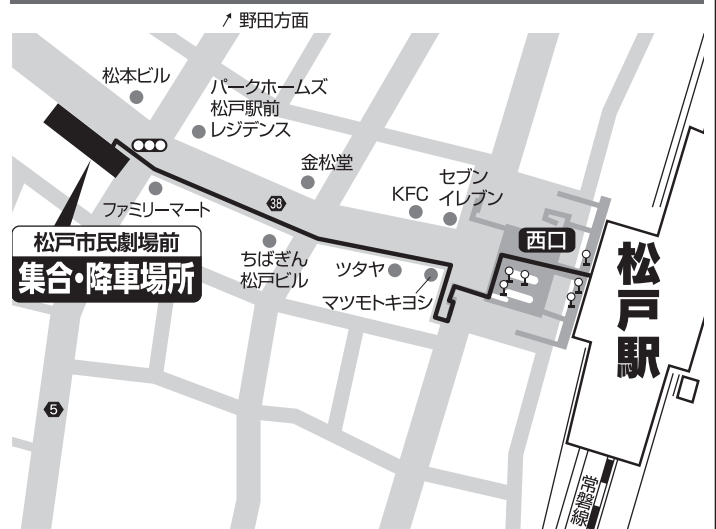 ↗ 野田方面
松本ビル
パークホームズ
松戸駅前
レジデンス
金松堂
セブン
イレブン
KFC
38
ファミリーマート
松戸市民劇場前
集合・降車場所
ちばぎん
松戸ビル
ツタヤ
マツモトキヨシ
西口
松戸駅
5
常磐線